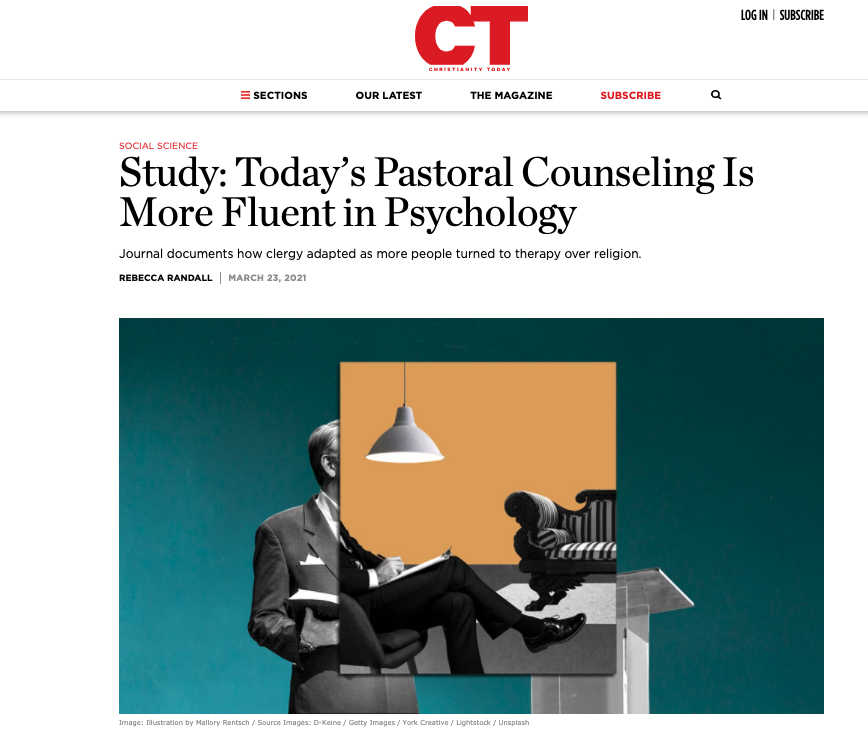 LOG IN | SUBSCRIBE
CT
CHRISTIANITY TODAY
SECTIONS OUR LATEST THE MAGAZINE SUBSCRIBE
SOCIAL SCIENCE
Study: Today’s Pastoral Counseling Is
More Fluent in Psychology
Journal documents how clergy adapted as more people turned to therapy over religion.
REBECCA RANDALL | MARCH 23, 2021
Image: Illustration by Mallory Rentsch / Source Images: D-Keine / Getty Images / York Creative / Lightstock / Unsplash